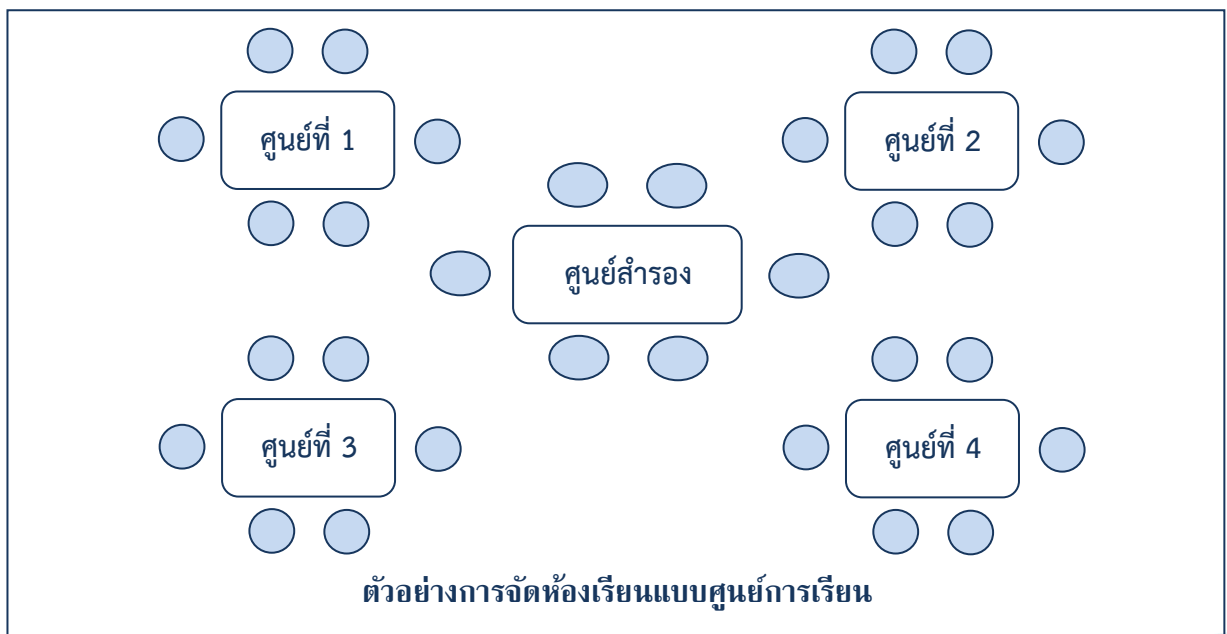 ศูนย์ที่ 1
ศูนย์ที่ 2
ศูนย์สำรอง
ศูนย์ที่ 3
ศูนย์ที่ 4
ตัวอย่างการจัดห้องเรียนแบบศูนย์การเรียน